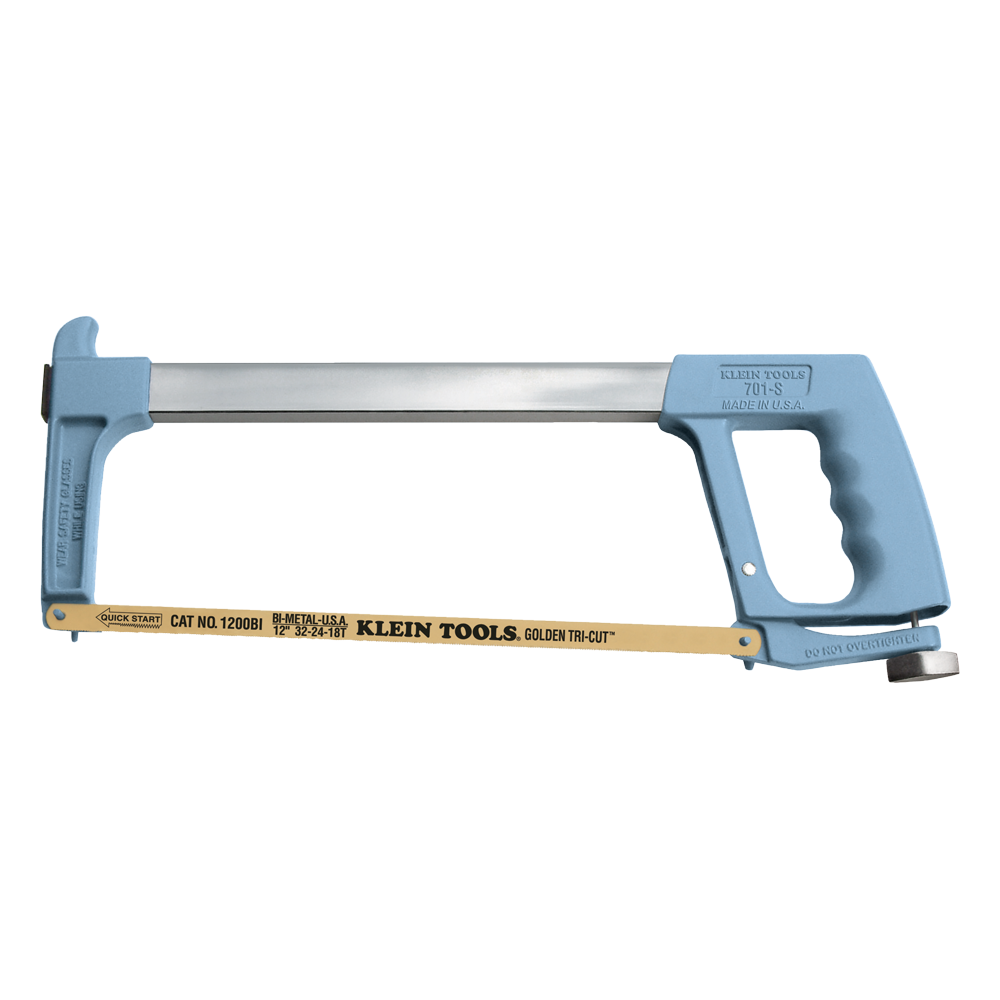 KLEIN TOOLS
701-S
MADE IN U.S.A.
WEAR SAFETY GLASSES
WHILE USING
QUICK START
CAT NO. 1200BI
BI-METAL-U.S.A.
12" 32-24-18T
KLEIN TOOLS® GOLDEN TRI-CUT™
DO NOT OVERTIGHTEN